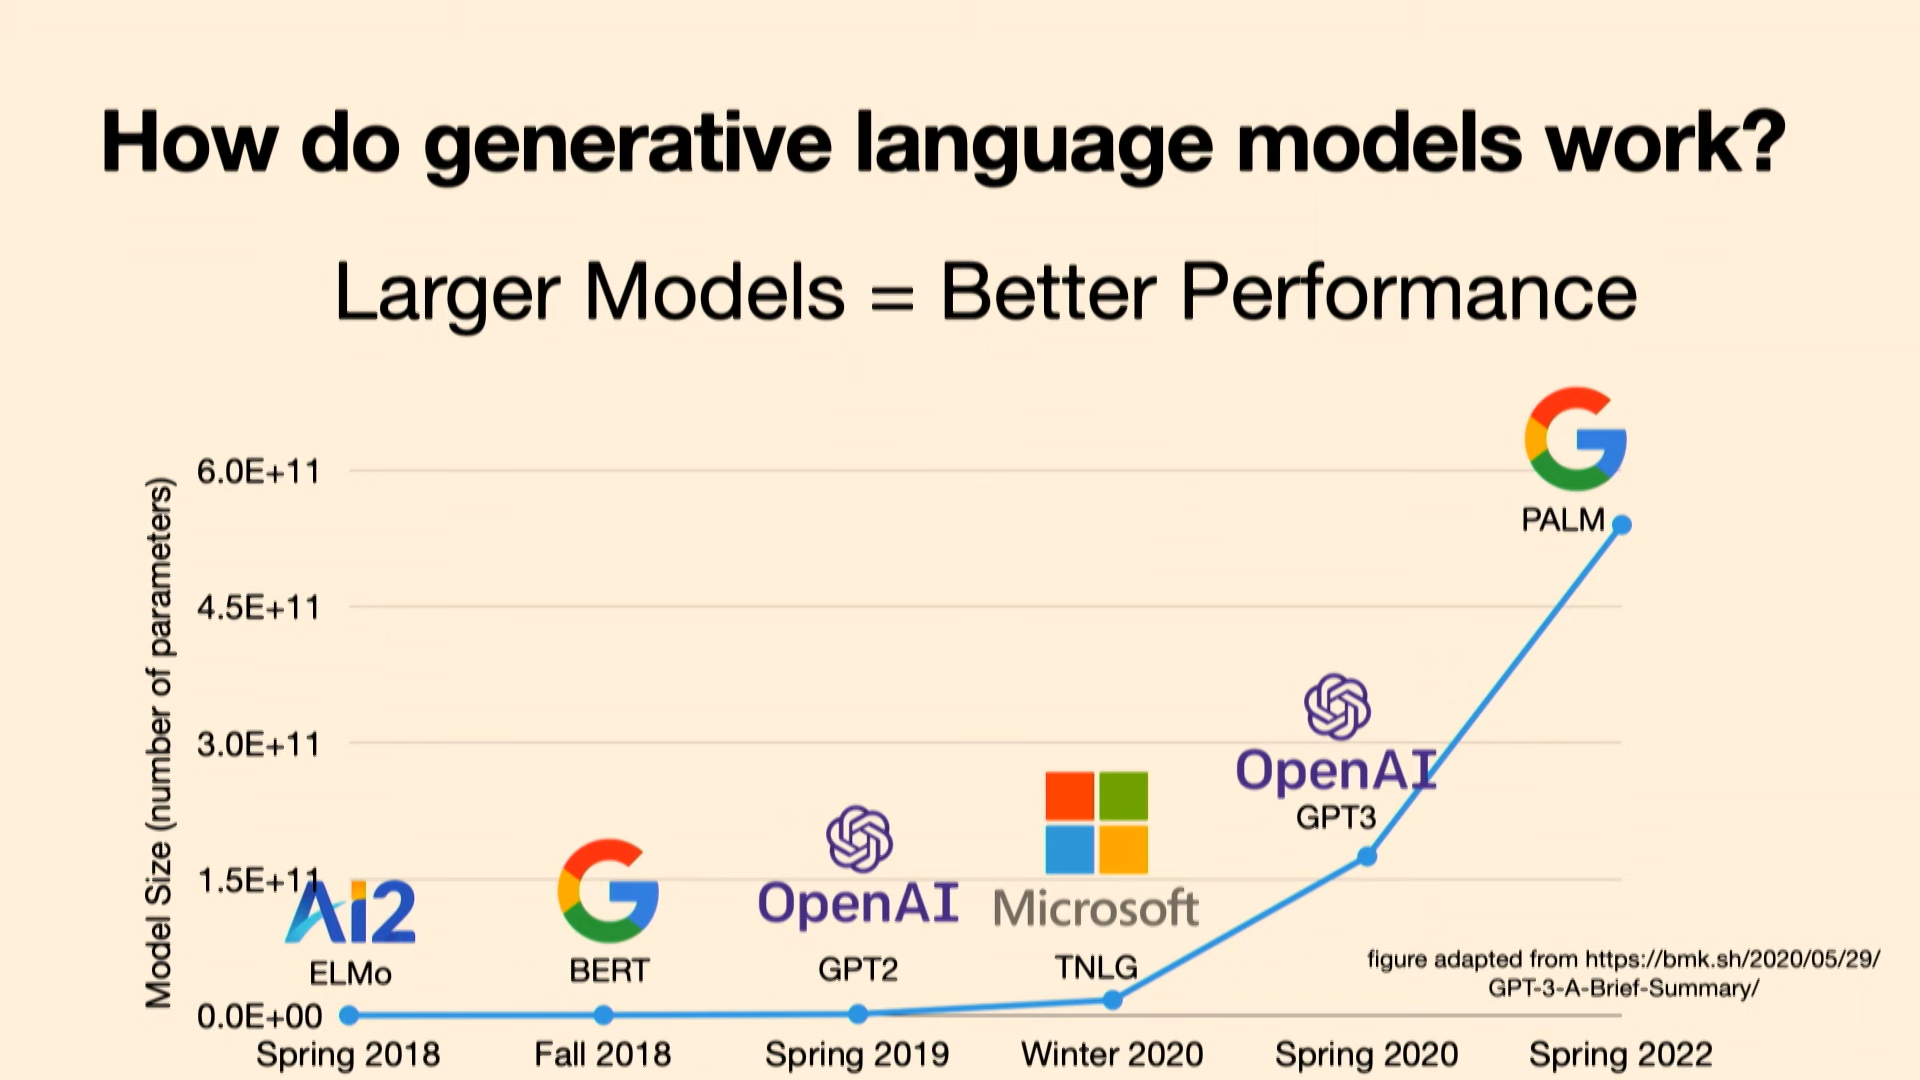 How do generative language models work?
Larger Models = Better Performance
Model Size (number of parameters)
6.0E+11
4.5E+11
3.0E+11
1.5E+11
0.0E+00
Ai2
ELMo
BERT
OpenAI
GPT2
Microsoft
TNLG
OpenAI
GPT3
PALM
figure adapted from https://bmk.sh/2020/05/29/
GPT-3-A-Brief-Summary/
Spring 2018
Fall 2018
Spring 2019
Winter 2020
Spring 2020
Spring 2022